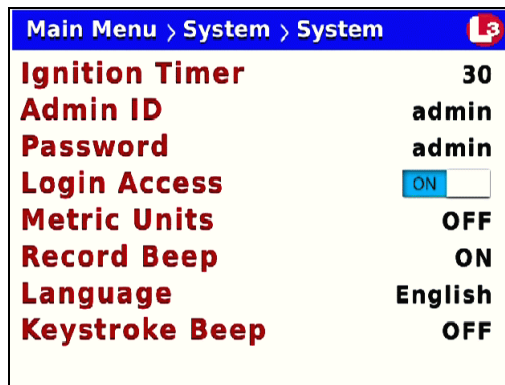 Main Menu > System > System L3
Ignition Timer 30
Admin ID admin
Password admin
Login Access ON
Metric Units OFF
Record Beep ON
Language English
Keystroke Beep OFF